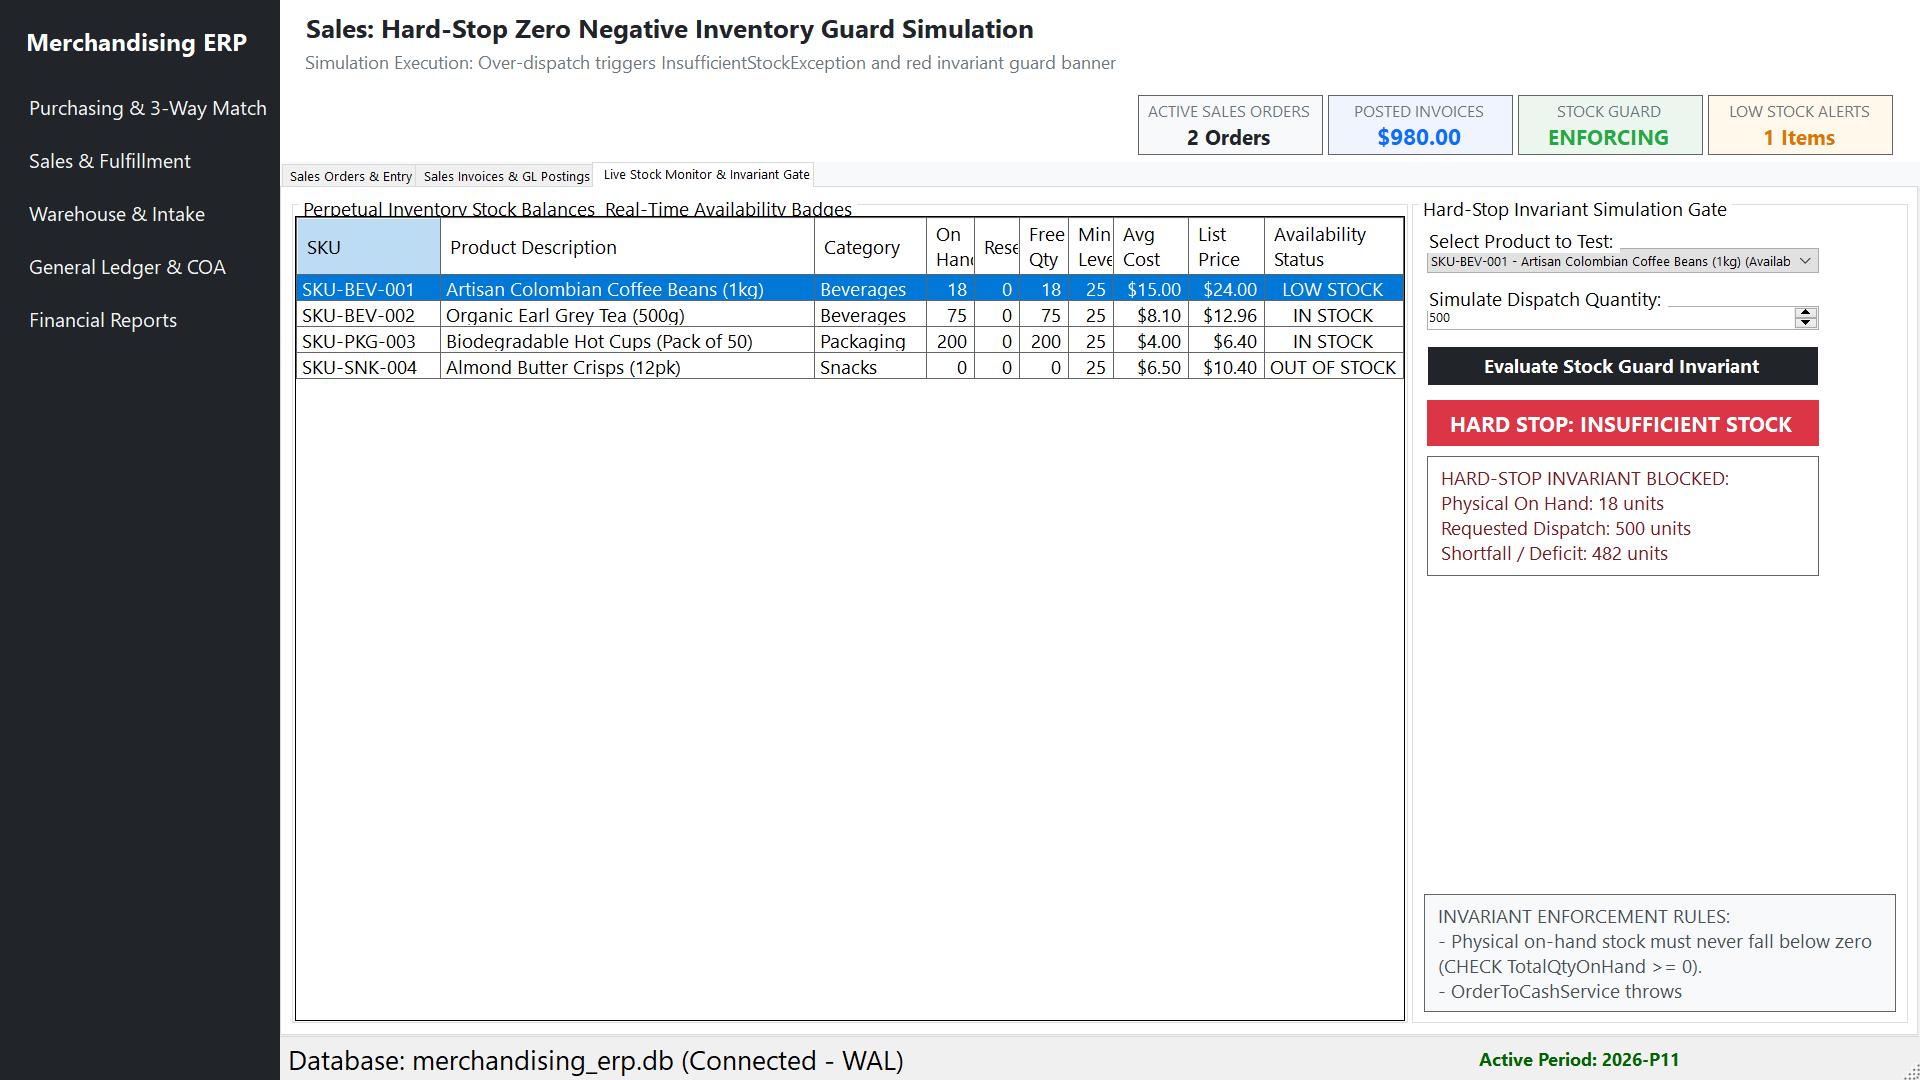 Merchandising ERP
Purchasing & 3-Way Match
Sales & Fulfillment
Warehouse & Intake
General Ledger & COA
Financial Reports
Sales: Hard-Stop Zero Negative Inventory Guard Simulation
Simulation Execution: Over-dispatch triggers InsufficientStockException and red invariant guard banner
ACTIVE SALES ORDERS
2 Orders
POSTED INVOICES
$980.00
STOCK GUARD
ENFORCING
LOW STOCK ALERTS
1 Items
Sales Orders & Entry
Sales Invoices & GL Postings
Live Stock Monitor & Invariant Gate
Perpetual Inventory Stock Balances  Real-Time Availability Badges
SKU Product Description Category On Hand Rese Free Qty Min Leve Avg Cost List Price Availability Status
SKU-BEV-001 Artisan Colombian Coffee Beans (1kg) Beverages 18 0 18 25 $15.00 $24.00 LOW STOCK
SKU-BEV-002 Organic Earl Grey Tea (500g) Beverages 75 0 75 25 $8.10 $12.96 IN STOCK
SKU-PKG-003 Biodegradable Hot Cups (Pack of 50) Packaging 200 0 200 25 $4.00 $6.40 IN STOCK
SKU-SNK-004 Almond Butter Crisps (12pk) Snacks 0 0 0 25 $6.50 $10.40 OUT OF STOCK
Hard-Stop Invariant Simulation Gate
Select Product to Test:
SKU-BEV-001 - Artisan Colombian Coffee Beans (1kg) (Availab
Simulate Dispatch Quantity:
500
Evaluate Stock Guard Invariant
HARD STOP: INSUFFICIENT STOCK
HARD-STOP INVARIANT BLOCKED:
Physical On Hand: 18 units
Requested Dispatch: 500 units
Shortfall / Deficit: 482 units
INVARIANT ENFORCEMENT RULES:
- Physical on-hand stock must never fall below zero
(CHECK TotalQtyOnHand >= 0).
- OrderToCashService throws
Database: merchandising_erp.db (Connected - WAL)
Active Period: 2026-P11